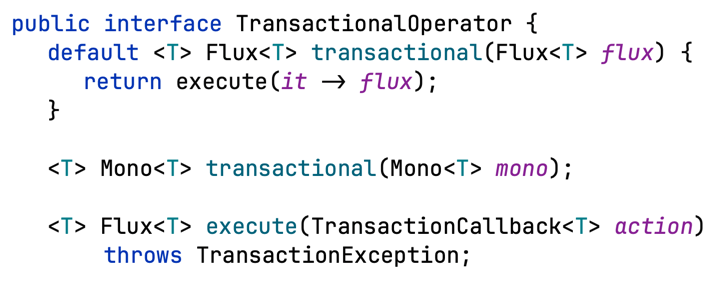 public interface TransactionalOperator {
default <T> Flux<T> transactional(Flux<T> flux) {
return execute(it -> flux);
}
<T> Mono<T> transactional(Mono<T> mono);
<T> Flux<T> execute(TransactionCallback<T> action)
throws TransactionException;